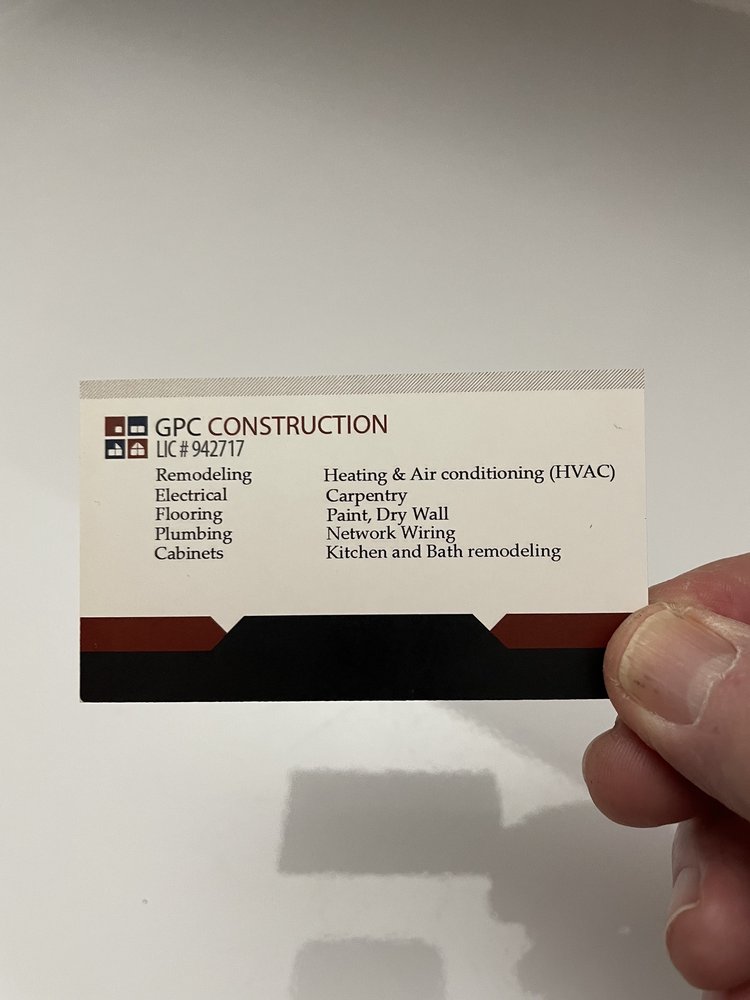 GPC CONSTRUCTION
LIC # 942717
Remodeling
Electrical
Flooring
Plumbing
Cabinets
Heating & Air conditioning (HVAC)
Carpentry
Paint, Dry Wall
Network Wiring
Kitchen and Bath remodeling